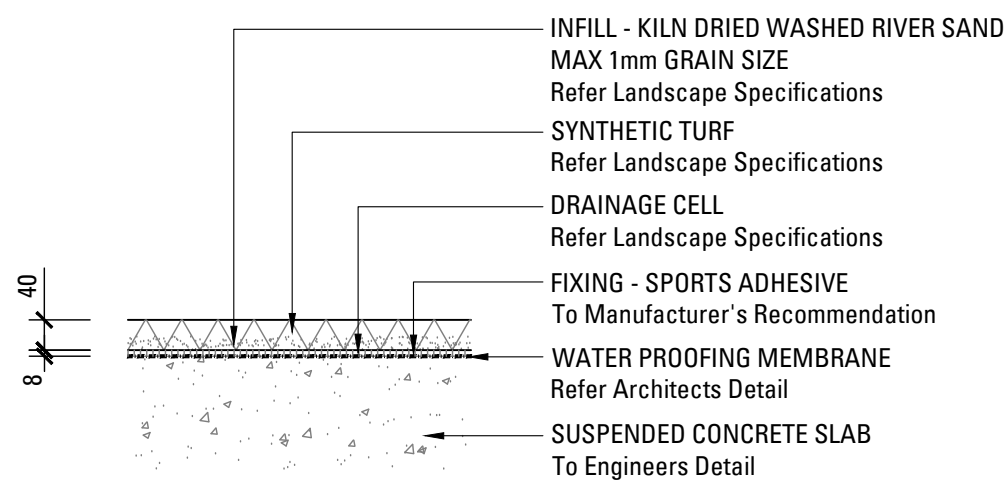 INFILL - KILN DRIED WASHED RIVER SAND
MAX 1mm GRAIN SIZE
Refer Landscape Specifications
SYNTHETIC TURF
Refer Landscape Specifications
DRAINAGE CELL
Refer Landscape Specifications
FIXING - SPORTS ADHESIVE
To Manufacturer's Recommendation
WATER PROOFING MEMBRANE
Refer Architects Detail
SUSPENDED CONCRETE SLAB
To Engineers Detail
40
8